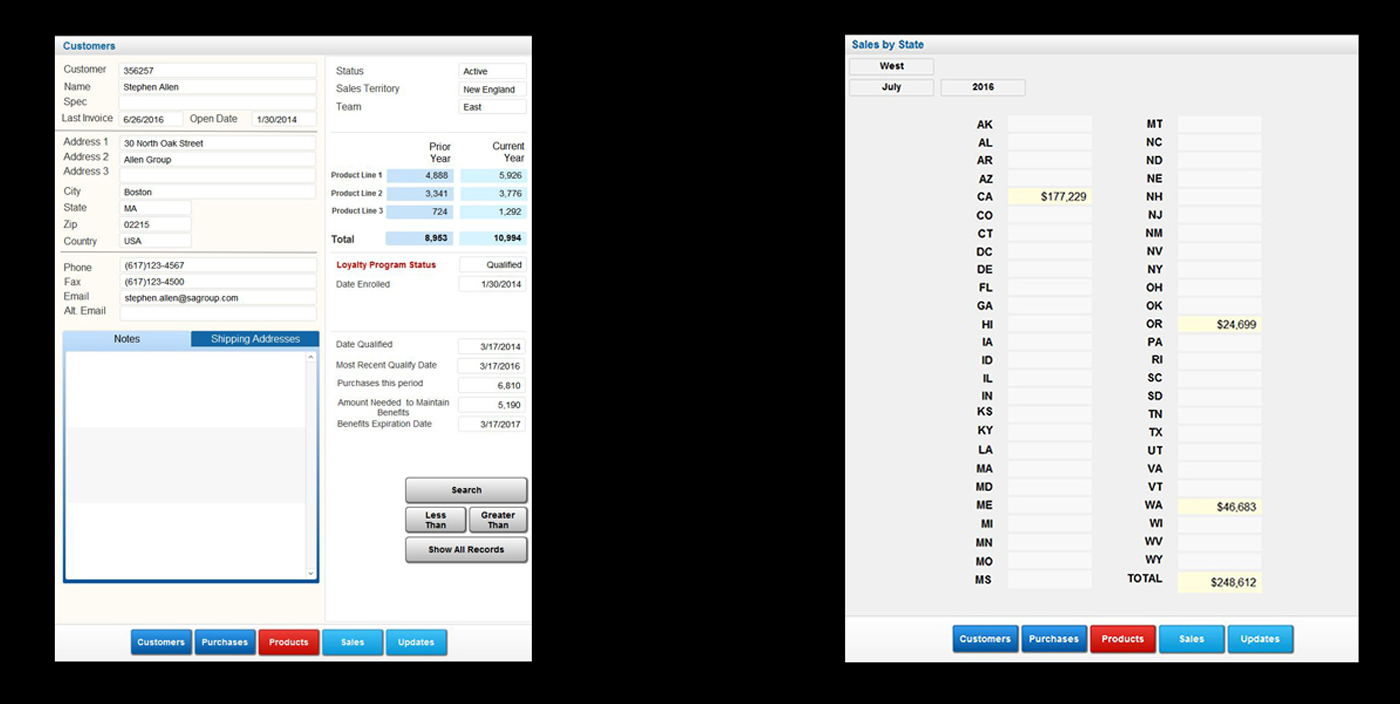 Customers
Customer 356257
Name Stephen Allen
Spec
Last Invoice 6/26/2016 Open Date 1/30/2014
Address 1 30 North Oak Street
Address 2 Allen Group
Address 3
City Boston
State MA
Zip 02215
Country USA
Phone (617)123-4567
Fax (617)123-4500
Email stephen.allen@sagroup.com
Alt. Email
Notes Shipping Addresses
Status Active
Sales Territory New England
Team East
Prior Current
Year Year
Product Line 1 4,888 5,926
Product Line 2 3,341 3,776
Product Line 3 724 1,292
Total 8,953 10,994
Loyalty Program Status Qualified
Date Enrolled 1/30/2014
Date Qualified 3/17/2014
Most Recent Qualify Date 3/17/2016
Purchases this period 6,810
Amount Needed to Maintain 5,190
Benefits
Benefits Expiration Date 3/17/2017
Search
Less Greater
Than Than
Show All Records
Customers Purchases Products Sales Updates
Sales by State
West
July 2016
AK MT
AL NC
AR ND
AZ NE
CA $177,229 NH
CO NJ
CT NM
DC NV
DE NY
FL OH
GA OK
HI OR $24,699
IA PA
ID RI
IL SC
IN SD
KS TN
KY TX
LA UT
MA VA
MD VT
ME WA $46,683
MI WI
MN WV
MO WY
MS TOTAL $248,612
Customers Purchases Products Sales Updates